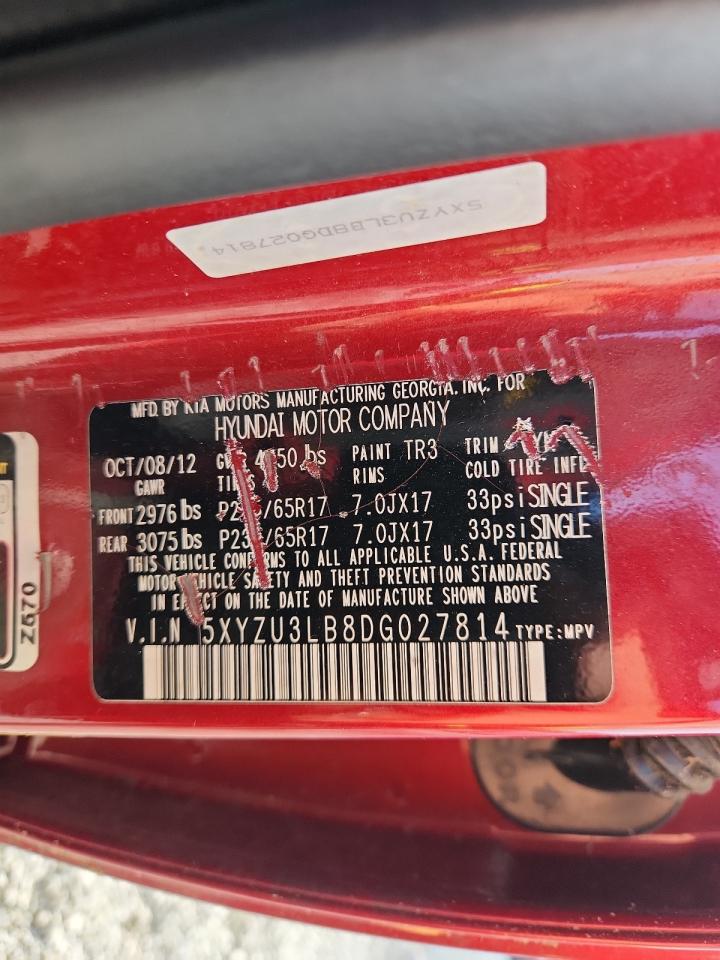 5XYZU3LB8DG027814
MFD BY KIA MOTORS MANUFACTURING GEORGIA. INC. FOR
HYUNDAI MOTOR COMPANY
OCT/08/12 lbs PAINT TR3 TRIM
GAWR RIMS COLD TIRE INFL
FRONT 2976 lbs 7.0JX17 33psi SINGLE
REAR 3075 lbs 7.0JX17 33psi SINGLE
THIS VEHICLE CONFORMS TO ALL APPLICABLE U.S.A. FEDERAL
MOTOR VEHICLE SAFETY AND THEFT PREVENTION STANDARDS
IN EFFECT ON THE DATE OF MANUFACTURE SHOWN ABOVE
V.I.N 5XYZU3LB8DG027814 TYPE:MPV
Z670